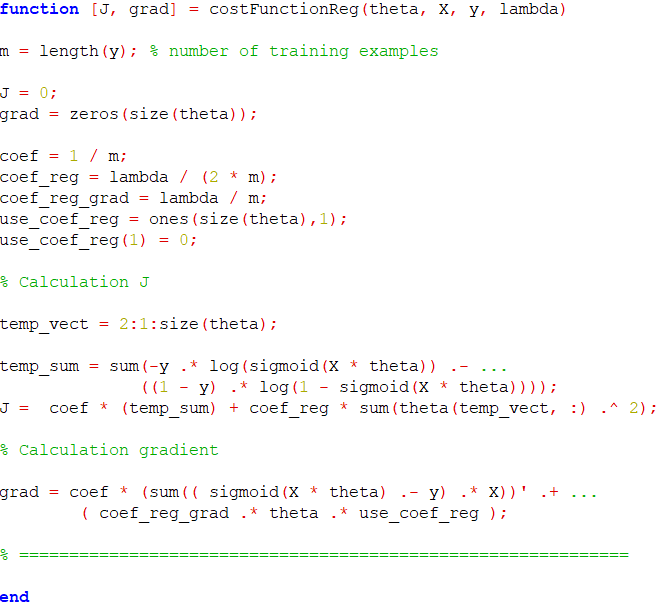 function [J, grad] = costFunctionReg(theta, X, y, lambda)
m = length(y); % number of training examples
J = 0;
grad = zeros(size(theta));
coef = 1 / m;
coef_reg = lambda / (2 * m);
coef_reg_grad = lambda / m;
use_coef_reg = ones(size(theta),1);
use_coef_reg(1) = 0;
% Calculation J
temp_vect = 2:1:size(theta);
temp_sum = sum(-y .* log(sigmoid(X * theta)) .- ...
((1 - y) .* log(1 - sigmoid(X * theta))));
J =  coef * (temp_sum) + coef_reg * sum(theta(temp_vect, :) .^ 2);
% Calculation gradient
grad = coef * (sum(( sigmoid(X * theta) .- y) .* X))' .+ ...
( coef_reg_grad .* theta .* use_coef_reg );
% =============================================================
end